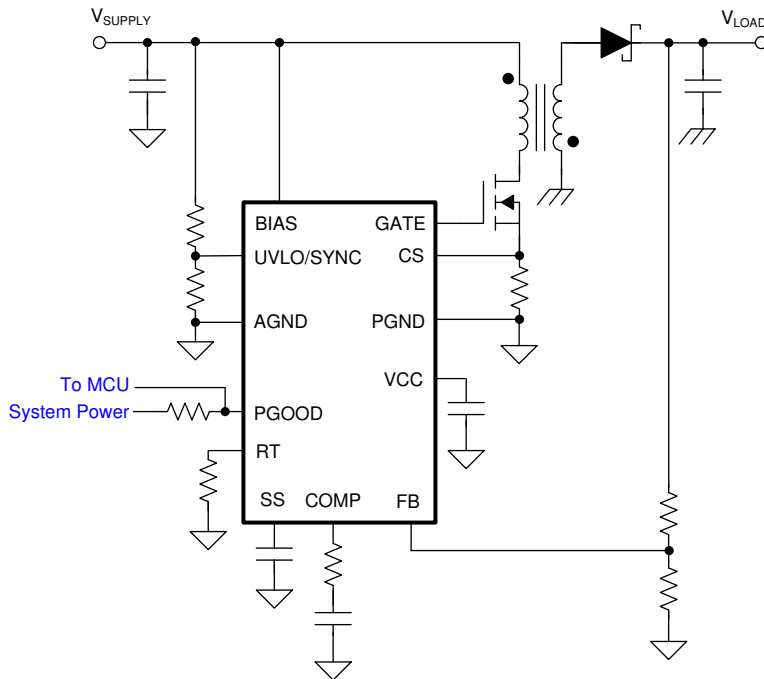 VSUPPLY
VLOAD
BIAS
GATE
UVLO/SYNC
CS
AGND
PGND
VCC
To MCU
System Power
PGOOD
RT
SS
COMP
FB